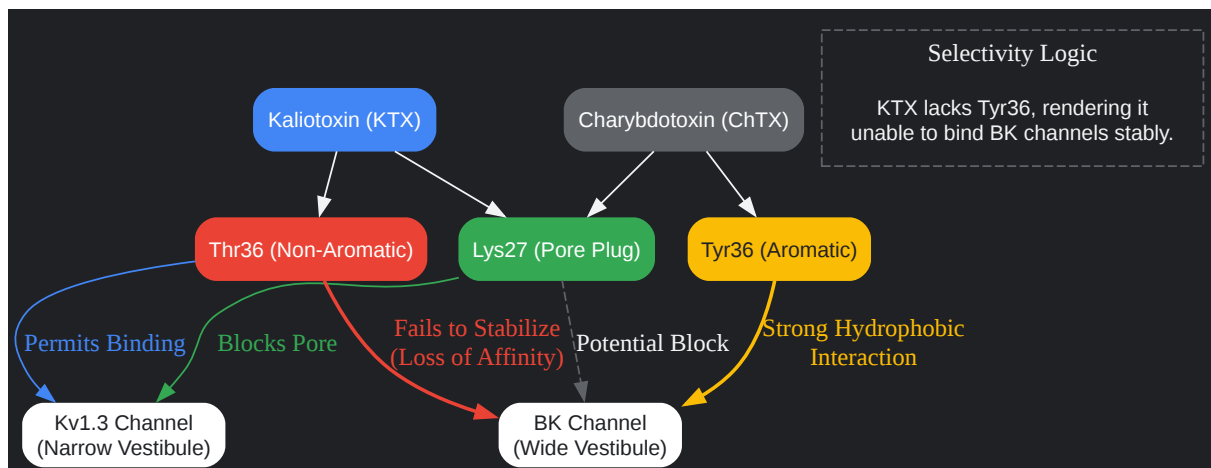 Selectivity Logic
KTX lacks Tyr36, rendering it
unable to bind BK channels stably.
Kaliotoxin (KTX)
Charybdotoxin (ChTX)
Thr36 (Non-Aromatic)
Lys27 (Pore Plug)
Tyr36 (Aromatic)
Permits Binding
Blocks Pore
Fails to Stabilize
(Loss of Affinity)
Potential Block
Strong Hydrophobic
Interaction
Kv1.3 Channel
(Narrow Vestibule)
BK Channel
(Wide Vestibule)